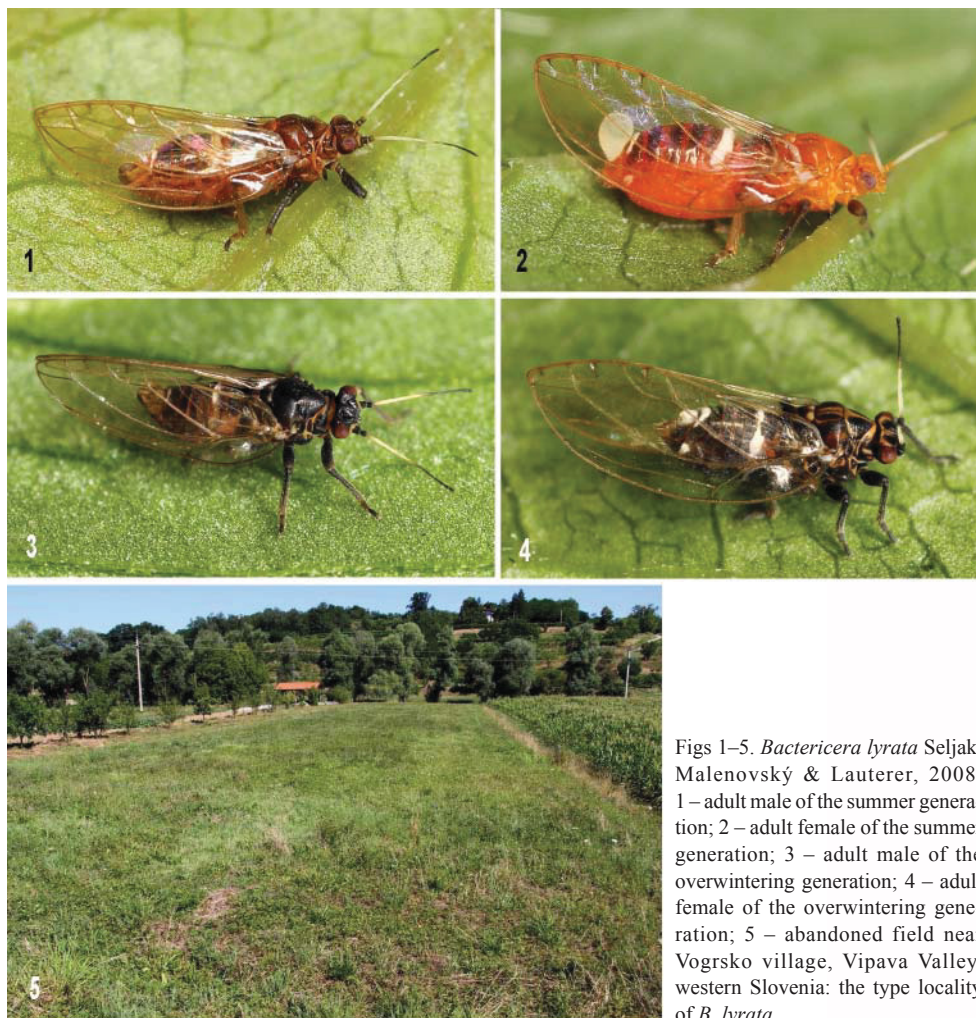 1
2
3
4
5
Figs 1–5. Bactericera lyrata Seljak
Malenovský & Lauterer, 2008
1 – adult male of the summer genera
tion; 2 – adult female of the summe
generation; 3 – adult male of the
overwintering generation; 4 – adul
female of the overwintering gene
ration; 5 – abandoned field nea
Vogrsko village, Vipava Valley
western Slovenia: the type locality
of B. lyrata